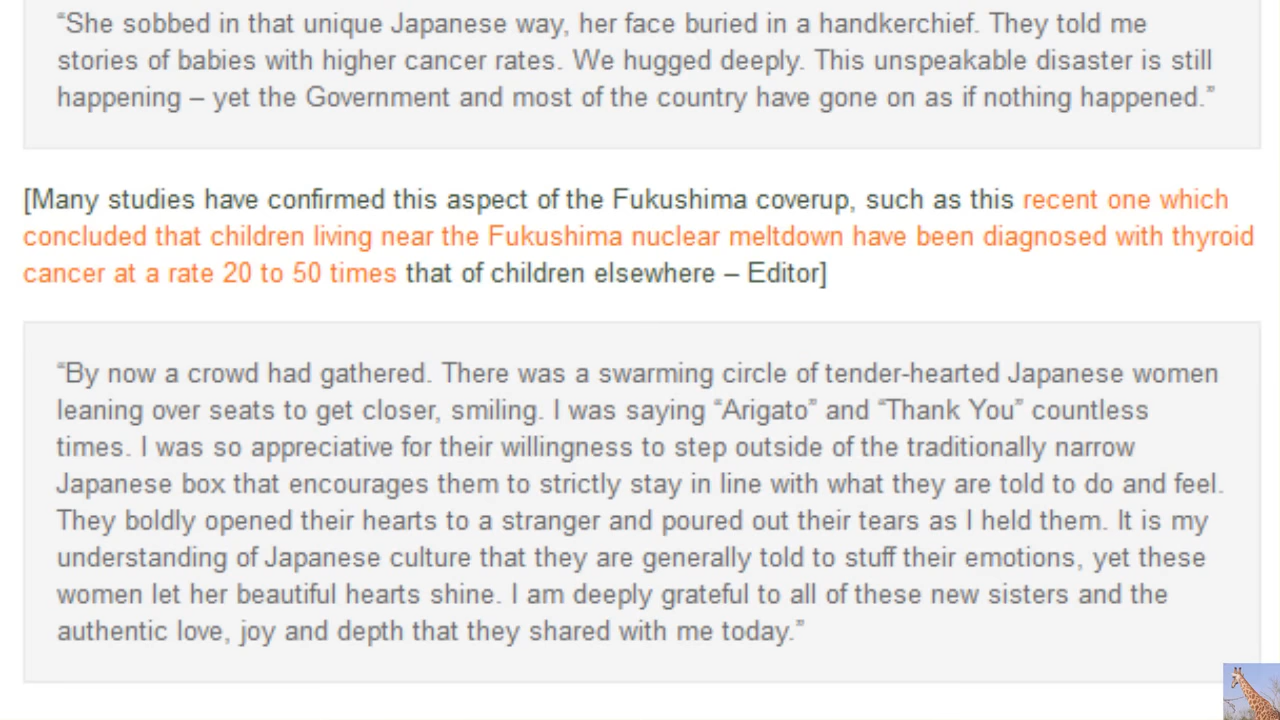 “She sobbed in that unique Japanese way, her face buried in a handkerchief. They told me
stories of babies with higher cancer rates. We hugged deeply. This unspeakable disaster is still
happening – yet the Government and most of the country have gone on as if nothing happened.”
[Many studies have confirmed this aspect of the Fukushima coverup, such as this recent one which
concluded that children living near the Fukushima nuclear meltdown have been diagnosed with thyroid
cancer at a rate 20 to 50 times that of children elsewhere – Editor]
“By now a crowd had gathered. There was a swarming circle of tender-hearted Japanese women
leaning over seats to get closer, smiling. I was saying “Arigato” and “Thank You” countless
times. I was so appreciative for their willingness to step outside of the traditionally narrow
Japanese box that encourages them to strictly stay in line with what they are told to do and feel.
They boldly opened their hearts to a stranger and poured out their tears as I held them. It is my
understanding of Japanese culture that they are generally told to stuff their emotions, yet these
women let her beautiful hearts shine. I am deeply grateful to all of these new sisters and the
authentic love, joy and depth that they shared with me today.”